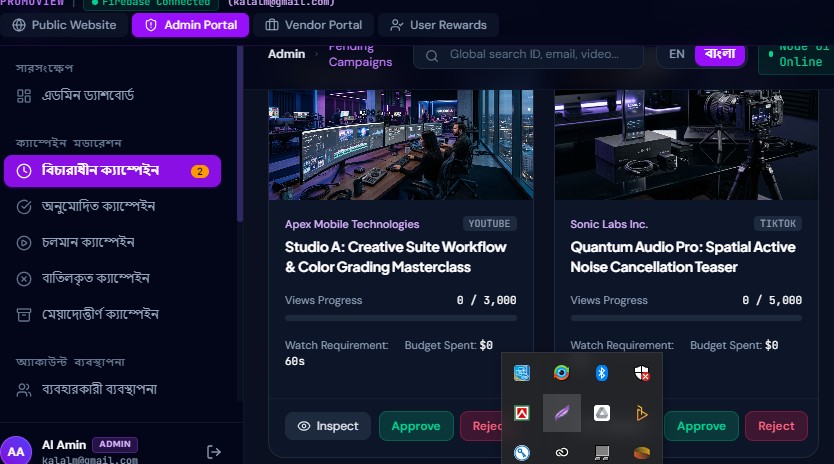 PROMOVIEW | Firebase Connected (kalalm@gmail.com)
Public Website Admin Portal Vendor Portal User Rewards
সারসংক্ষেপ
এডমিন ড্যাশবোর্ড
ক্যাম্পেইন মডারেশন
বিচারাধীন ক্যাম্পেইন 2
অনুমোদিত ক্যাম্পেইন
চলমান ক্যাম্পেইন
বাতিলকৃত ক্যাম্পেইন
মেয়াদোত্তীর্ণ ক্যাম্পেইন
অ্যাকাউন্ট ব্যবস্থাপনা
ব্যবহারকারী ব্যবস্থাপনা
AA Al Amin ADMIN
kalalm@gmail.com
Admin › Pending
Campaigns
Global search ID, email, video...
EN বাংলা
Node 01
Online
Apex Mobile Technologies YOUTUBE
Studio A: Creative Suite Workflow
& Color Grading Masterclass
Views Progress 0 / 3,000
Watch Requirement: Budget Spent: $0
60s
Inspect Approve Rejec
Sonic Labs Inc. TIKTOK
Quantum Audio Pro: Spatial Active
Noise Cancellation Teaser
Views Progress 0 / 5,000
Watch Requirement: Budget Spent: $0
Approve Reject